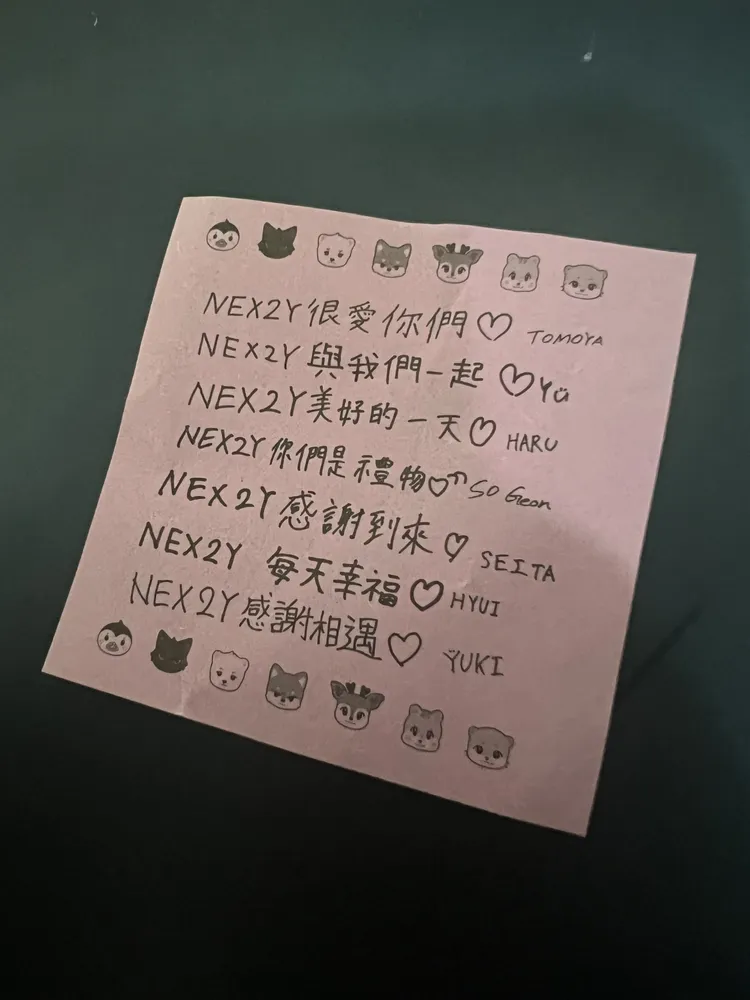 NEX2Y很愛你們♡ TOMOYA
NEX2Y與我們一起 ♡Yü
NEX2Y美好的一天♡ HARU
NEX2Y你們是禮物♡ SO Geon
NEX2Y感謝到來♡ SEITA
NEX2Y 每天幸福♡ HYUI
NEX2Y感謝相遇♡ YUKI